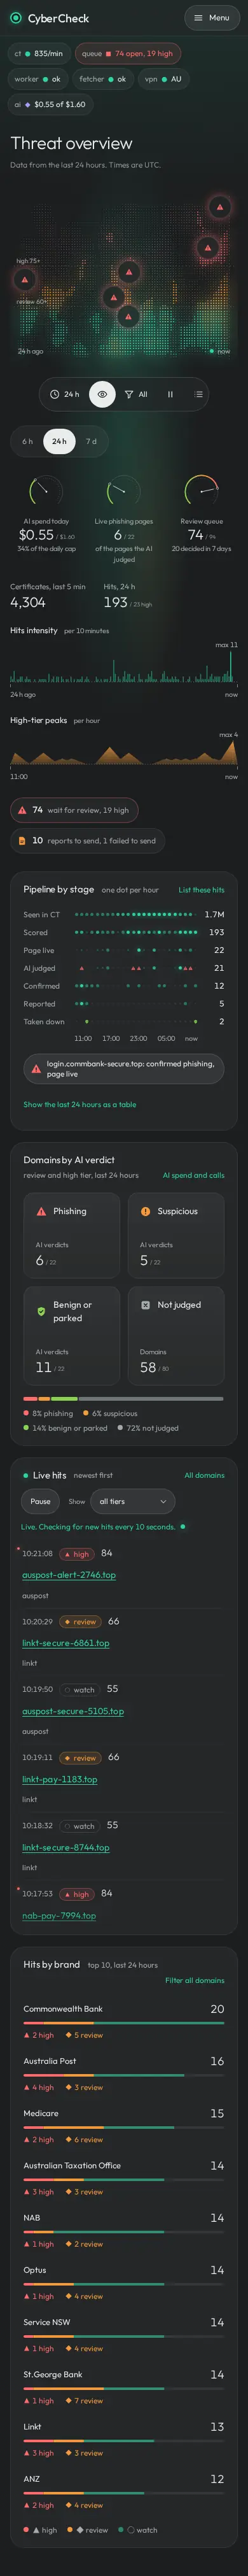 CyberCheck
Menu
ct 835/min
queue 74 open, 19 high
worker ok
fetcher ok
vpn AU
ai $0.55 of $1.60
Threat overview
Data from the last 24 hours. Times are UTC.
high 75+
review 60+
24 h ago
now
24 h
All
6 h
24 h
7 d
AI spend today
$0.55 / $1.60
34% of the daily cap
Live phishing pages
6 / 22
of the pages the AI
judged
Review queue
74 / 94
20 decided in 7 days
Certificates, last 5 min
4,304
Hits, 24 h
193 / 23 high
Hits intensity per 10 minutes
max 11
24 h ago
now
High-tier peaks per hour
max 4
11:00
now
74 wait for review, 19 high
10 reports to send, 1 failed to send
Pipeline by stage one dot per hour
List these hits
Seen in CT 1.7M
Scored 193
Page live 22
AI judged 21
Confirmed 12
Reported 5
Taken down 2
11:00 17:00 23:00 05:00 now
login.commbank-secure.top: confirmed phishing,
page live
Show the last 24 hours as a table
Domains by AI verdict
review and high tier, last 24 hours
AI spend and calls
Phishing
AI verdicts
6 / 22
Suspicious
AI verdicts
5 / 22
Benign or
parked
AI verdicts
11 / 22
Not judged
Domains
58 / 80
8% phishing
6% suspicious
14% benign or parked
72% not judged
Live hits newest first
All domains
Pause
Show
all tiers
Live. Checking for new hits every 10 seconds.
10:21:08 high 84
auspost-alert-2746.top
auspost
10:20:29 review 66
linkt-secure-6861.top
linkt
10:19:50 watch 55
auspost-secure-5105.top
auspost
10:19:11 review 66
linkt-pay-1183.top
linkt
10:18:32 watch 55
linkt-secure-8744.top
linkt
10:17:53 high 84
nab-pay-7994.top
Hits by brand top 10, last 24 hours
Filter all domains
Commonwealth Bank 20
2 high 5 review
Australia Post 16
4 high 3 review
Medicare 15
2 high 6 review
Australian Taxation Office 14
3 high 3 review
NAB 14
1 high 2 review
Optus 14
1 high 4 review
Service NSW 14
1 high 4 review
St.George Bank 14
1 high 7 review
Linkt 13
3 high 3 review
ANZ 12
2 high 4 review
high review watch